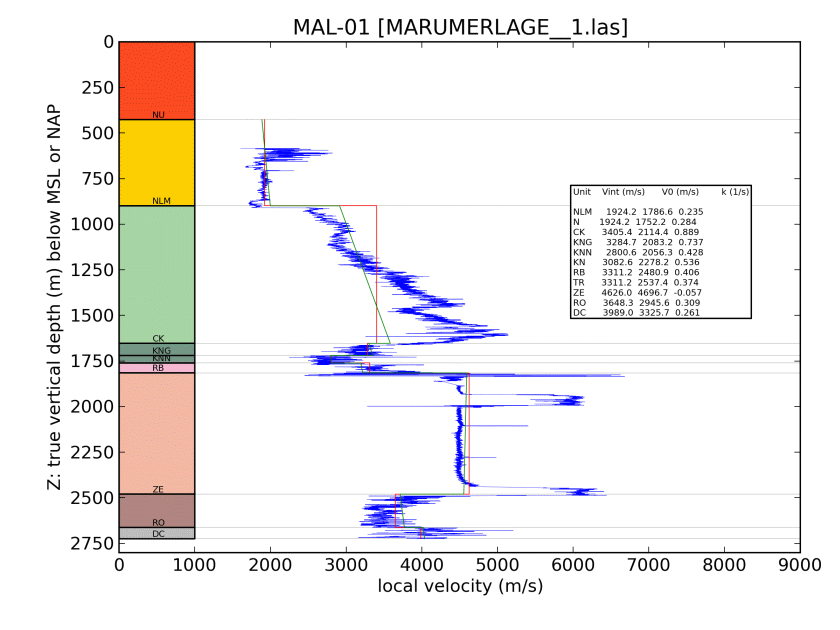 MAL-01 [MARUMERLAGE__1.las]
0
250
500
750
1000
1250
1500
1750
2000
2250
2500
2750
Z: true vertical depth (m) below MSL or NAP
NU
NLM
CK
KNG
KNN
RB
ZE
RO
DC
Unit Vint (m/s) V0 (m/s) k (1/s)
NLM 1924.2 1786.6 0.235
N 1924.2 1752.2 0.284
CK 3405.4 2114.4 0.889
KNG 3284.7 2083.2 0.737
KNN 2800.6 2056.3 0.428
KN 3082.6 2278.2 0.536
RB 3311.2 2480.9 0.406
TR 3311.2 2537.4 0.374
ZE 4626.0 4696.7 -0.057
RO 3648.3 2945.6 0.309
DC 3989.0 3325.7 0.261
0 1000 2000 3000 4000 5000 6000 7000 8000 9000
local velocity (m/s)